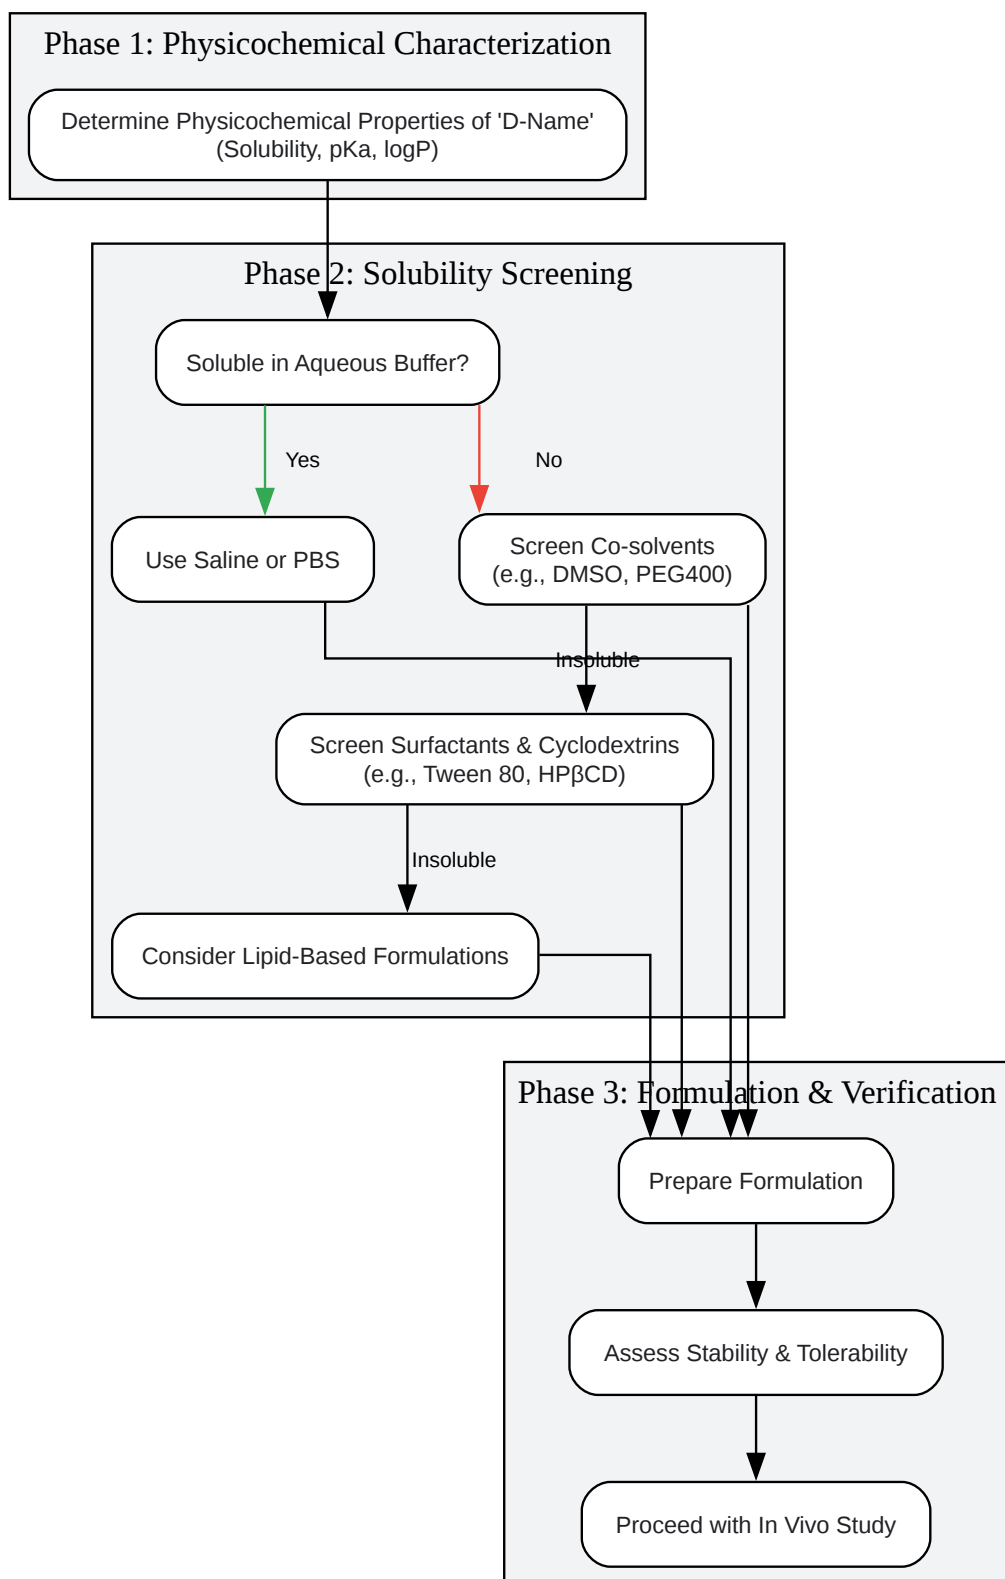 Phase 1: Physicochemical Characterization
Determine Physicochemical Properties of 'D-Name'
(Solubility, pKa, logP)
Phase 2: Solubility Screening
Soluble in Aqueous Buffer?
Yes
No
Use Saline or PBS
Screen Co-solvents
(e.g., DMSO, PEG400)
Insoluble
Screen Surfactants & Cyclodextrins
(e.g., Tween 80, HPβCD)
Insoluble
Consider Lipid-Based Formulations
Phase 3: Formulation & Verification
Prepare Formulation
Assess Stability & Tolerability
Proceed with In Vivo Study